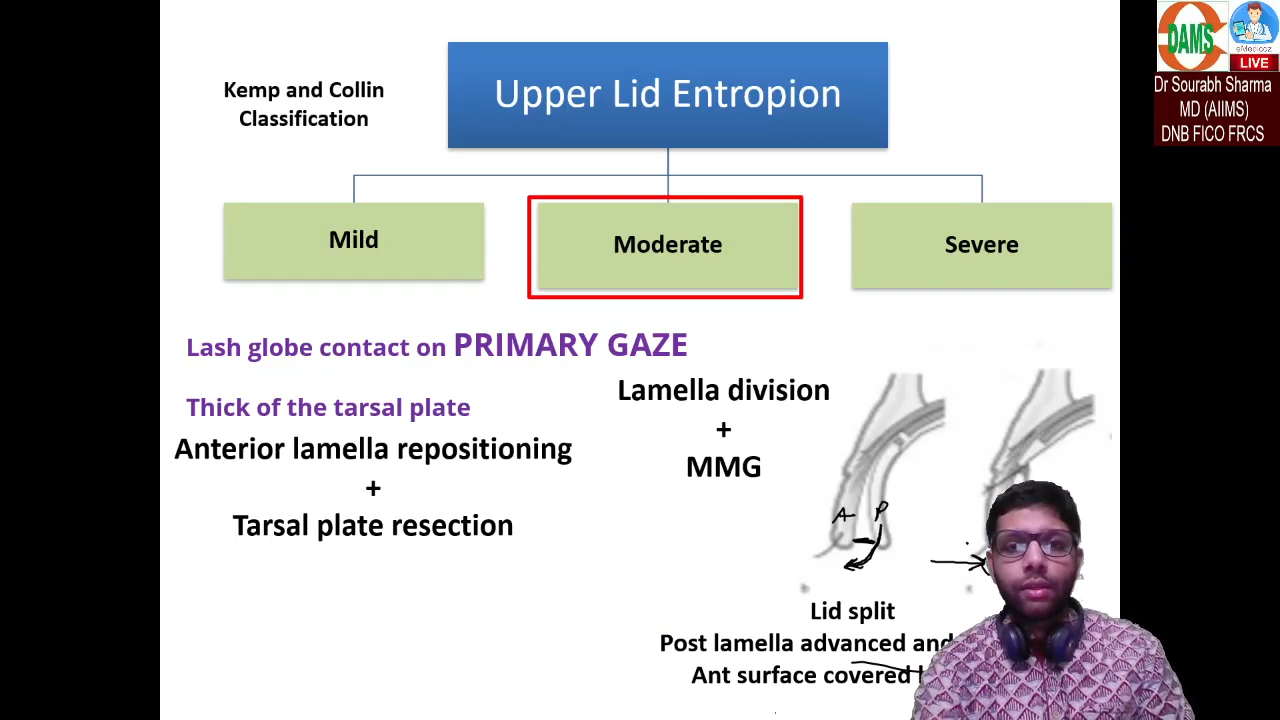 DAMS
eMedicoz
LIVE
Dr Sourabh Sharma
MD (AIIMS)
DNB FICO FRCS
Kemp and Collin
Classification
Upper Lid Entropion
Mild
Moderate
Severe
Lash globe contact on PRIMARY GAZE
Thick of the tarsal plate
Anterior lamella repositioning
+
Tarsal plate resection
Lamella division
+
MMG
A P
Lid split
Post lamella advanced and
Ant surface covered